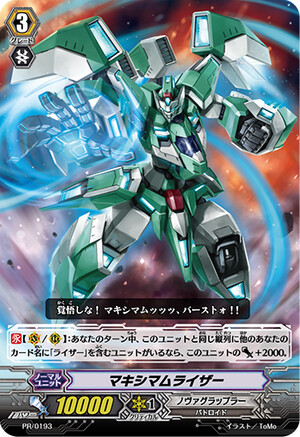 3
グレード
覚悟しな！ マキシマムッッッ、バーストォ！！
かくご
永【Ⓥ/Ⓡ】：あなたのターン中、このユニットと同じ縦列に他のあなたの
カード名に「ライザー」を含むユニットがいるなら、このユニットの+2000。
ノーマル
ユニット
マキシマムライザー
パワー
10000
1
クリティカル
ノヴァグラップラー
バトロイド
PR/0193
イラスト/ToMo